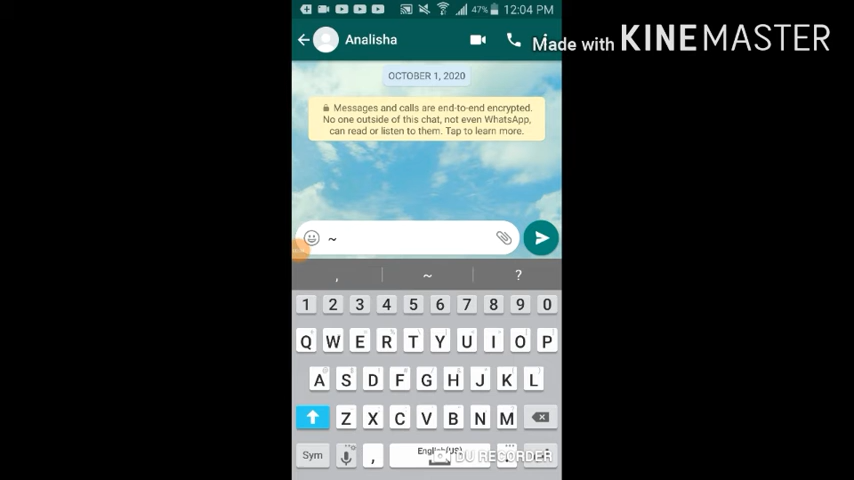 47% 12:04 PM
Analisha
Made with KINEMASTER
OCTOBER 1, 2020
Messages and calls are end-to-end encrypted.
No one outside of this chat, not even WhatsApp,
can read or listen to them. Tap to learn more.
~
, ~ ?
1 2 3 4 5 6 7 8 9 0
Q W E R T Y U I O P
A S D F G H J K L
Z X C V B N M
Sym , English(US) .
DU RECORDER